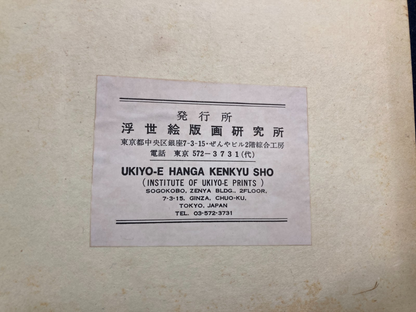 発行所
浮世絵版画研究所
東京都中央区銀座7-3-15・ぜんやビル2階綜合工房
電話 東京 572-3731(代)
UKIYO-E HANGA KENKYU SHO
(INSTITUTE OF UKIYO-E PRINTS )
SOGOKOBO, ZENYA BLDG., 2FLOOR,
7-3-15, GINZA, CHUO-KU,
TOKYO, JAPAN
TEL. 03-572-3731